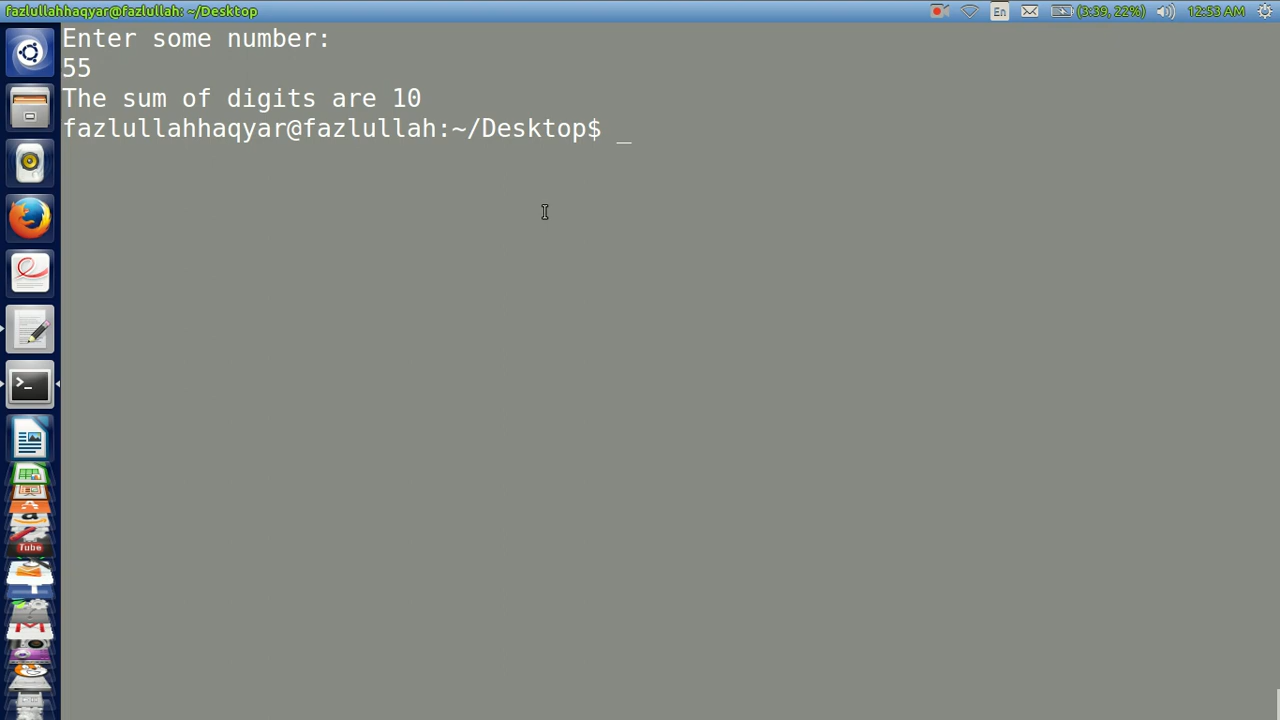 fazlullahhaqyar@fazlullah: ~/Desktop
En
(3:39, 22%)
12:53 AM
Enter some number:
55
The sum of digits are 10
fazlullahhaqyar@fazlullah:~/Desktop$ _
>_
a
Tube